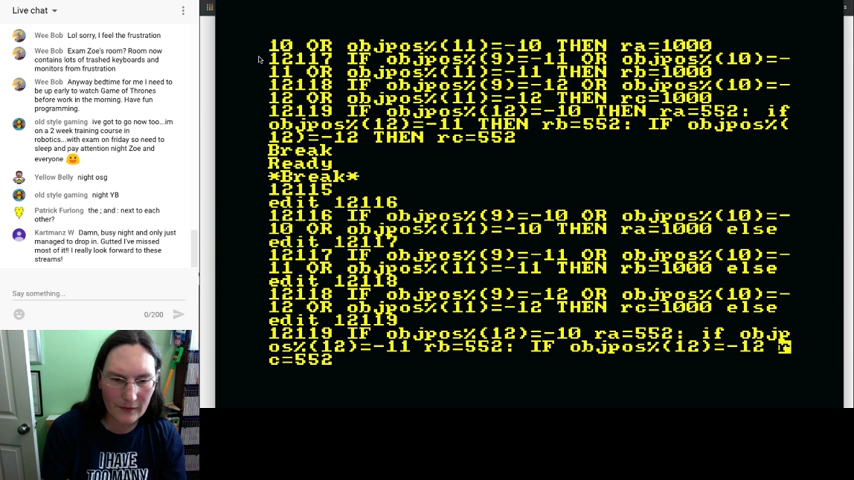 Live chat
Wee Bob Lol sorry, I feel the frustration
Wee Bob Exam Zoe's room? Room now
contains lots of trashed keyboards and
monitors from frustration
Wee Bob Anyway bedtime for me I need to
be up early to watch Game of Thrones
before work in the morning. Have fun
programming.
old style gaming ive got to go now too...im
on a 2 week training course in
robotics...with exam on friday so need to
sleep and pay attention night Zoe and
everyone
Yellow Belly night osg
old style gaming night YB
Patrick Furlong the ; and : next to each
other?
Kartmanz W Damn, busy night and only just
managed to drop in. Gutted I've missed
most of it!! I really look forward to these
streams!
Say something...
0/200
10 OR objpos%(11)=-10 THEN ra=1000
12117 IF objpos%(9)=-11 OR objpos%(10)=-
11 OR objpos%(11)=-11 THEN rb=1000
12118 IF objpos%(9)=-12 OR objpos%(10)=-
12 OR objpos%(11)=-12 THEN rc=1000
12119 IF objpos%(12)=-10 THEN ra=552: if
objpos%(12)=-11 THEN rb=552: IF objpos%(
12)=-12 THEN rc=552
Break
Ready
*Break*
12115
edit 12116
12116 IF objpos%(9)=-10 OR objpos%(10)=-
10 OR objpos%(11)=-10 THEN ra=1000 else
edit 12117
12117 IF objpos%(9)=-11 OR objpos%(10)=-
11 OR objpos%(11)=-11 THEN rb=1000 else
edit 12118
12118 IF objpos%(9)=-12 OR objpos%(10)=-
12 OR objpos%(11)=-12 THEN rc=1000 else
edit 12119
12119 IF objpos%(12)=-10 ra=552: if objp
os%(12)=-11 rb=552: IF objpos%(12)=-12 r
c=552
I HAVE
TOO MANY